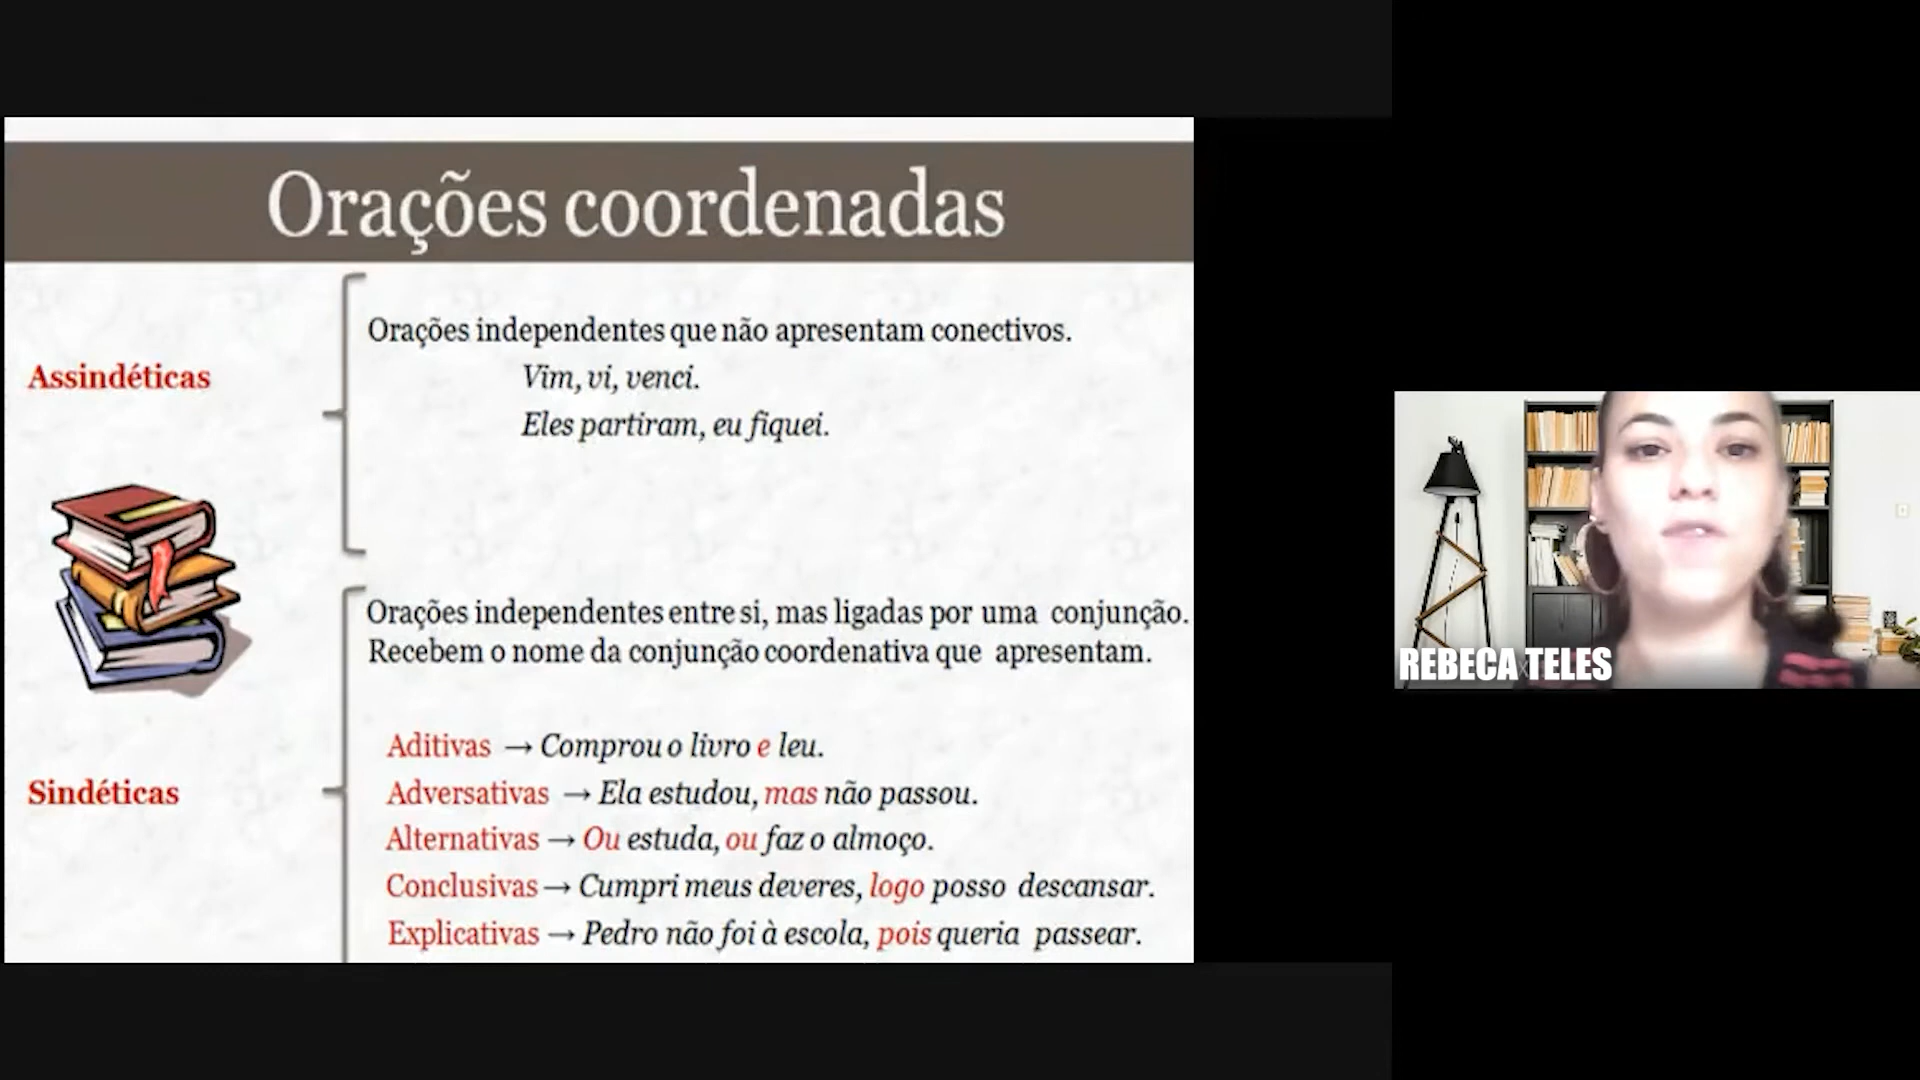 Orações coordenadas
Assindéticas
Orações independentes que não apresentam conectivos.
Vim, vi, venci.
Eles partiram, eu fiquei.
Sindéticas
Orações independentes entre si, mas ligadas por uma conjunção.
Recebem o nome da conjunção coordenativa que apresentam.
Aditivas → Comprou o livro e leu.
Adversativas → Ela estudou, mas não passou.
Alternativas → Ou estuda, ou faz o almoço.
Conclusivas → Cumpri meus deveres, logo posso descansar.
Explicativas → Pedro não foi à escola, pois queria passear.
REBECA TELES